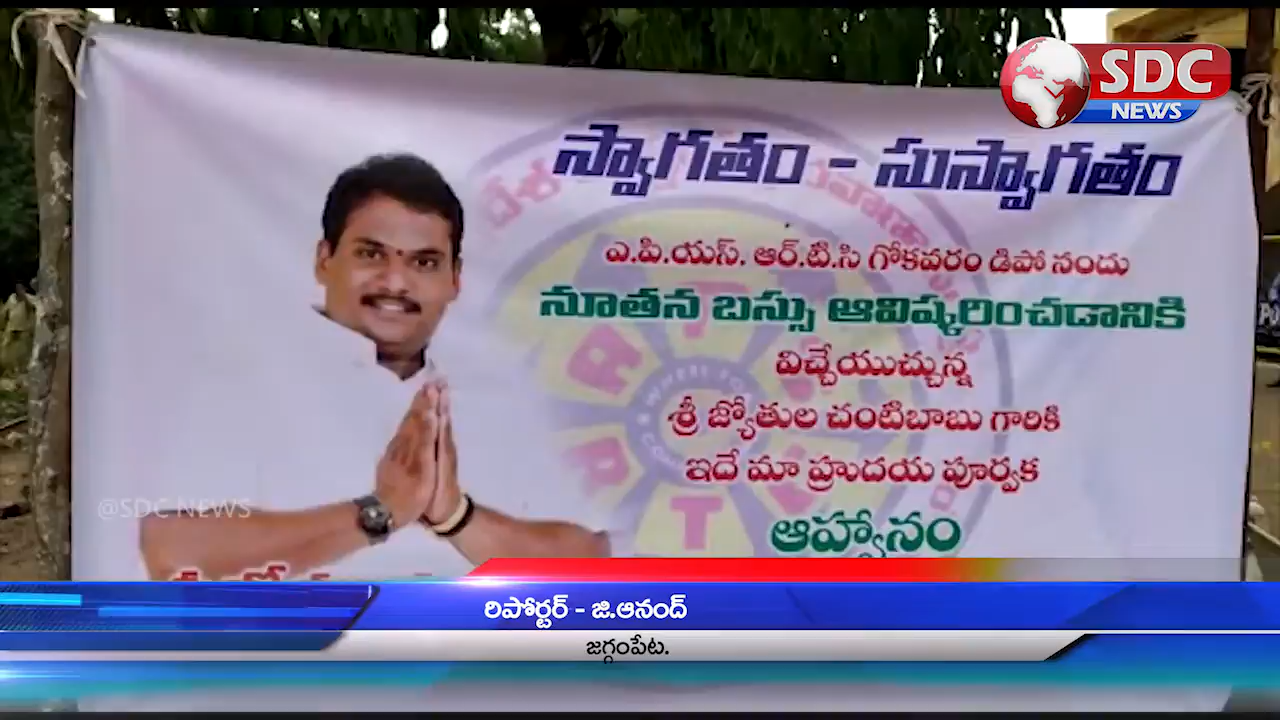 SDC
NEWS
స్వాగతం - సుస్వాగతం
ఎ.పి.యస్. ఆర్.టి.సి గోకవరం డిపో నందు
నూతన బస్సు ఆవిష్కరించడానికి
విచ్చేయుచ్చున్న
శ్రీ జ్యోతుల చంటిబాబు గారికి
ఇదే మా హ్రుదయ పూర్వక
ఆహ్వానం
@SDC NEWS
రిపోర్టర్ - జి.ఆనంద్
జగ్గంపేట.